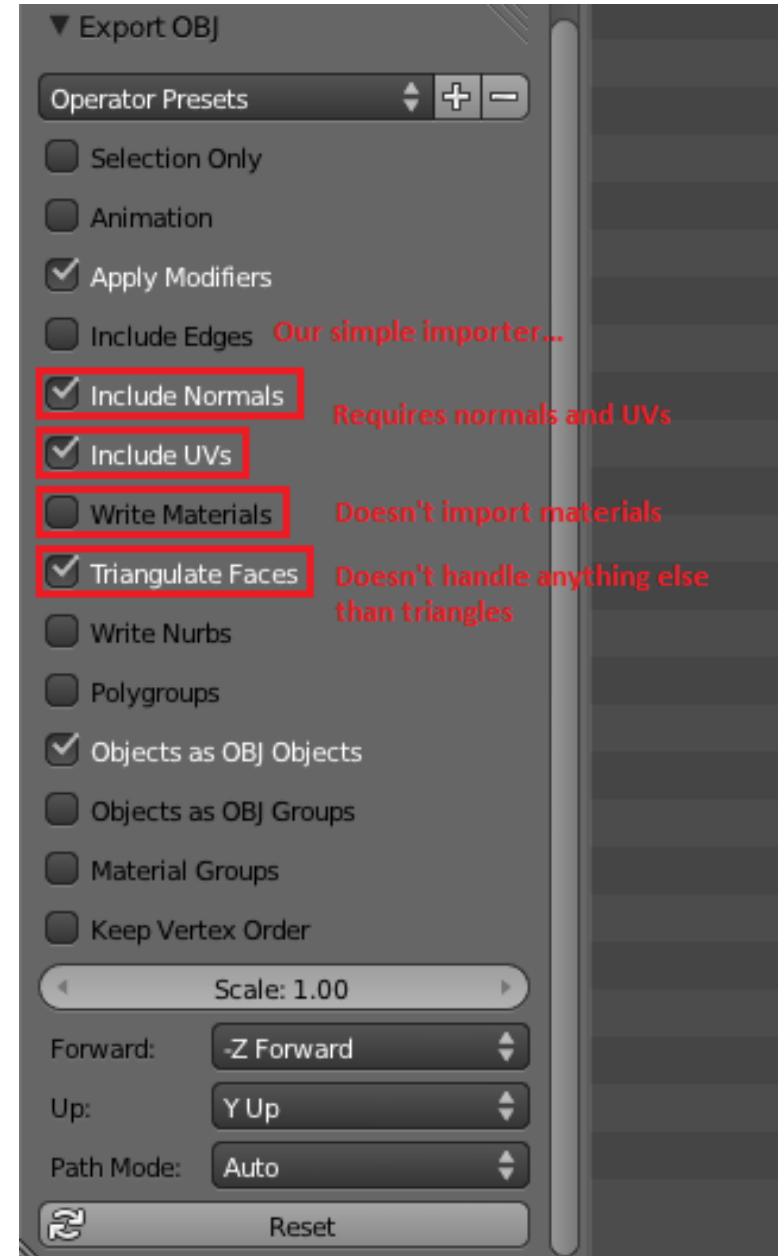 Export OBJ
Operator Presets
Selection Only
Animation
Apply Modifiers
Include Edges Our simple importer...
Include Normals
Requires normals and UVs
Include UVs
Write Materials Doesn't import materials
Triangulate Faces Doesn't handle anything else
than triangles
Write Nurbs
Polygroups
Objects as OBJ Objects
Objects as OBJ Groups
Material Groups
Keep Vertex Order
Scale: 1.00
Forward: -Z Forward
Up: Y Up
Path Mode: Auto
Reset